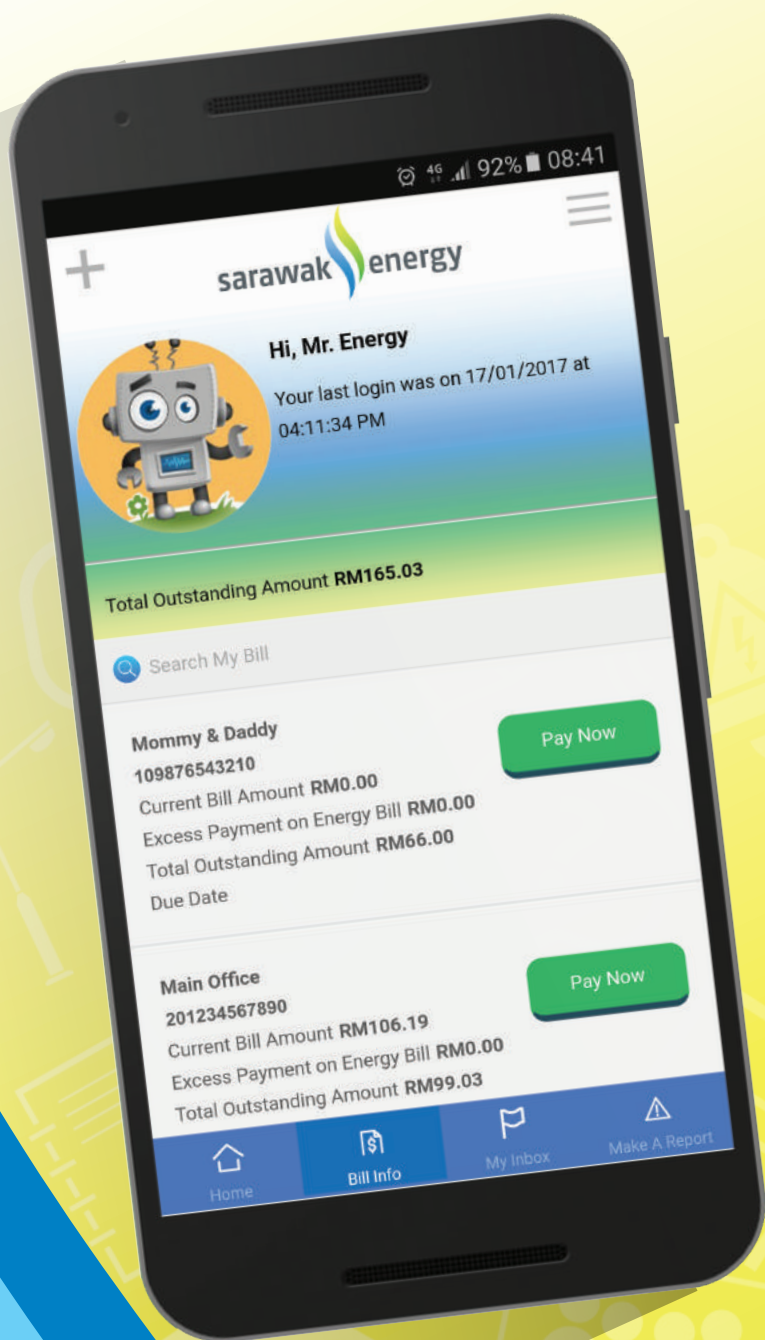 4G 92% 08:41
sarawak energy
Hi, Mr. Energy
Your last login was on 17/01/2017 at
04:11:34 PM
Total Outstanding Amount RM165.03
Search My Bill
Mommy & Daddy
109876543210
Pay Now
Current Bill Amount RM0.00
Excess Payment on Energy Bill RM0.00
Total Outstanding Amount RM66.00
Due Date
Main Office
201234567890
Pay Now
Current Bill Amount RM106.19
Excess Payment on Energy Bill RM0.00
Total Outstanding Amount RM99.03
Home
Bill Info
My Inbox
Make A Report